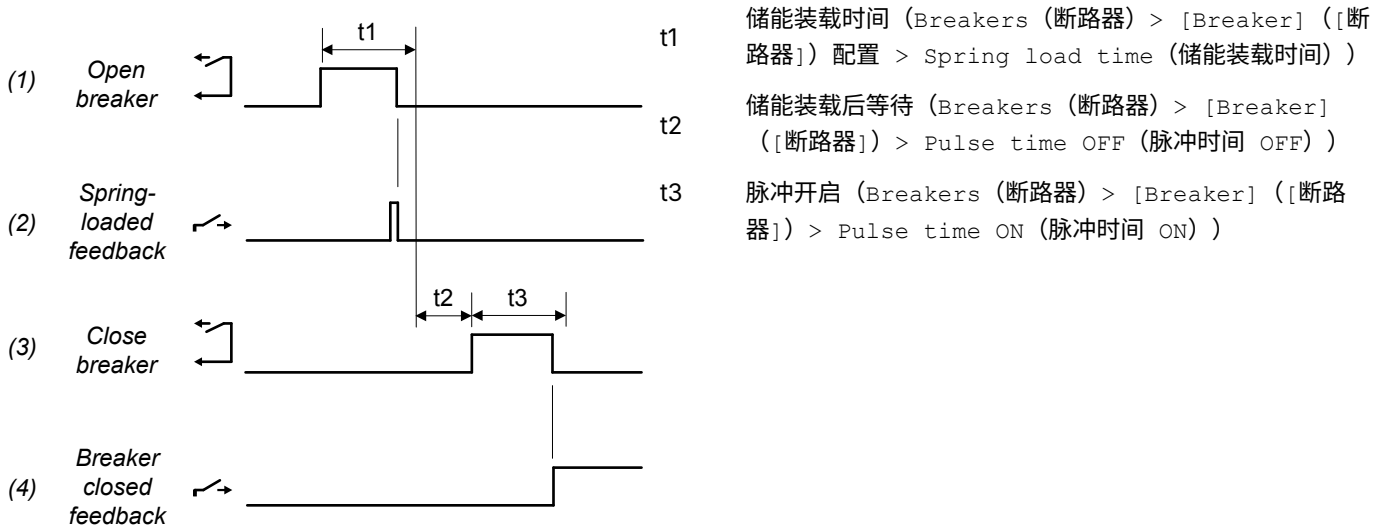 t1
(1)
Open
breaker
(2)
Spring-
loaded
feedback
t2
t3
(3)
Close
breaker
(4)
Breaker
closed
feedback
t1
储能装载时间（Breakers（断路器）> [Breaker]（[断
路器]）配置 > Spring load time（储能装载时间））
t2
储能装载后等待（Breakers（断路器）> [Breaker]
（[断路器]）> Pulse time OFF（脉冲时间 OFF））
t3
脉冲开启（Breakers（断路器）> [Breaker]（[断路
器]）> Pulse time ON（脉冲时间 ON））